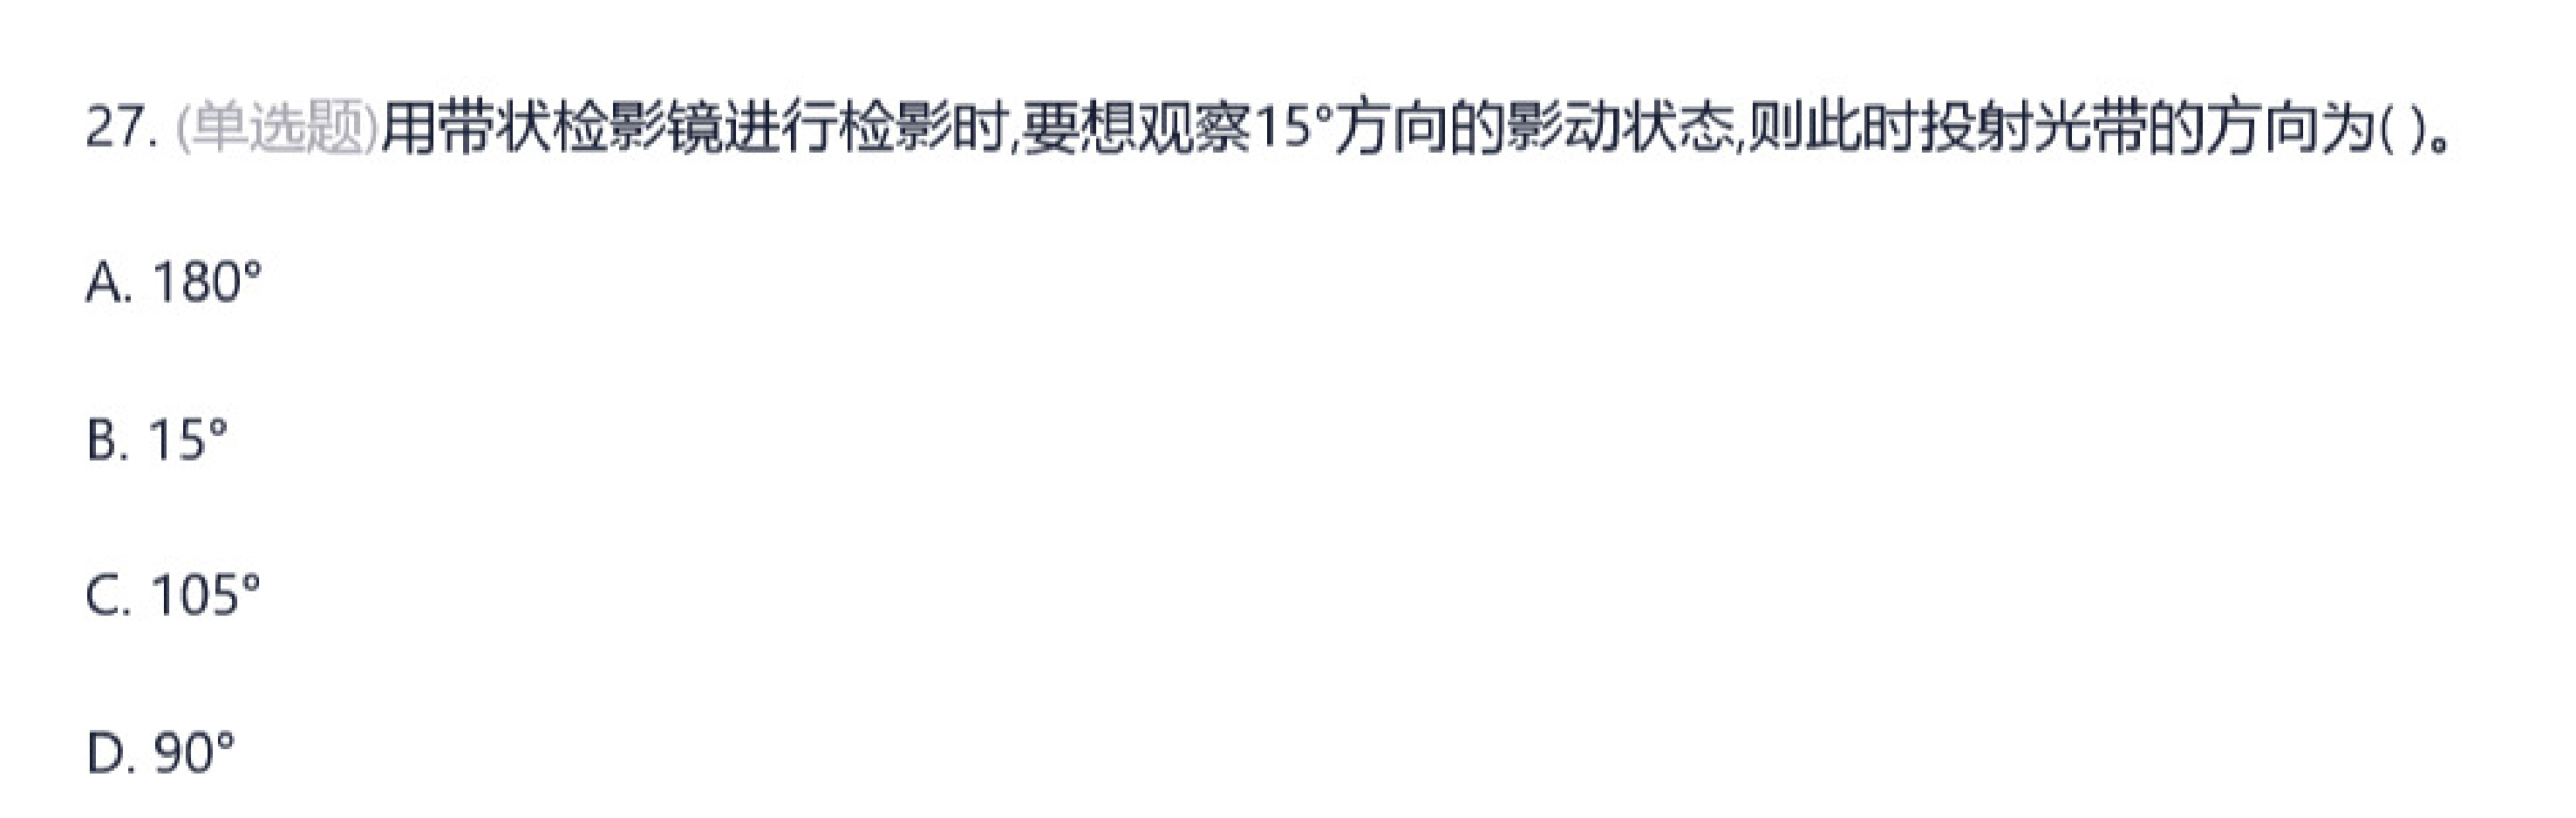 27. (单选题)用带状检影镜进行检影时,要想观察15°方向的影动状态,则此时投射光带的方向为( )。
A. 180°
B. 15°
C. 105°
D. 90°